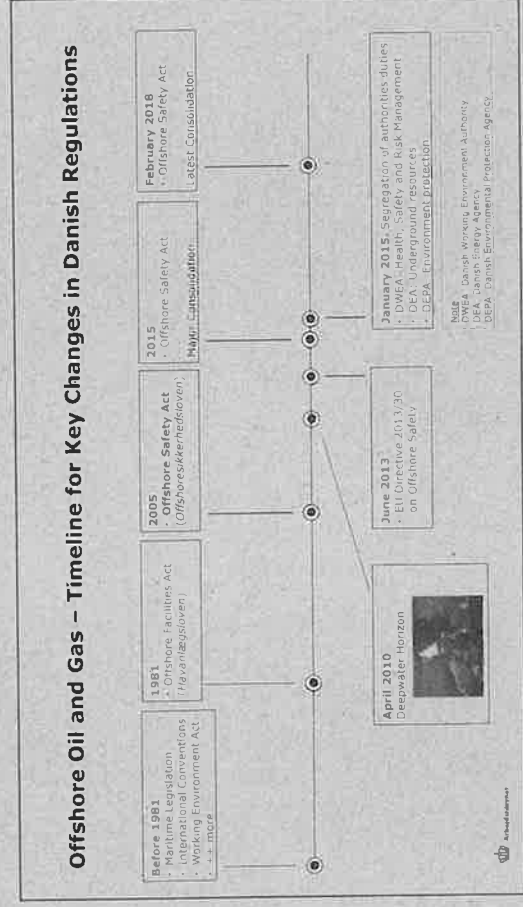 Offshore Oil and Gas – Timeline for Key Changes in Danish Regulations
Before 1981
• Maritime Legislation
• International Conventions
• Working Environment Act
• ++ more
1981
• Offshore Facilities Act
(Havanlægsloven)
2005
• Offshore Safety Act
(Offshoresikkerhedsloven)
2015
• Offshore Safety Act
Major Consolidation
February 2018
• Offshore Safety Act
Latest Consolidation
April 2010
Deepwater Horizon
June 2013
• EU Directive 2013/30
on Offshore Safety
January 2015: Segregation of authorities duties
• DWEA: Health, Safety and Risk Management
• DEA: Underground resources
• DEPA: Environment protection
Note
DWEA: Danish Working Environment Authority
DEA: Danish Energy Agency
DEPA: Danish Environmental Protection Agency
Arbejdstilsynet